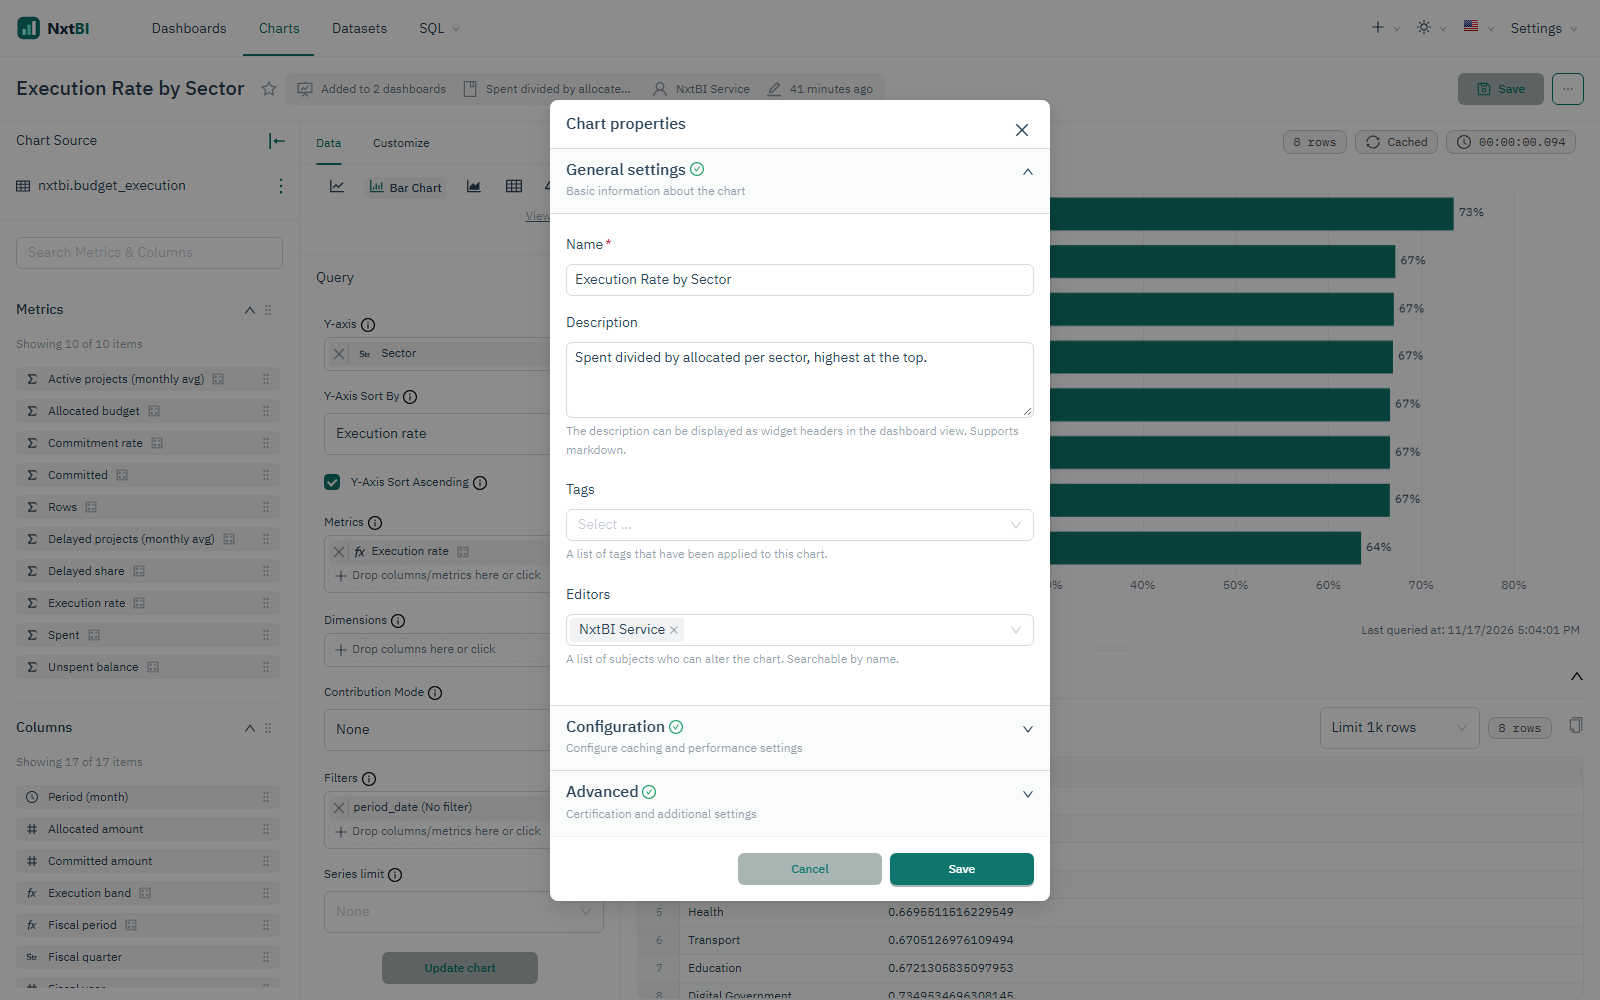 NxtBI
Dashboards
Charts
Datasets
SQL
Settings
Execution Rate by Sector
Added to 2 dashboards
Spent divided by allocate...
NxtBI Service
41 minutes ago
Save
Chart Source
nxtbi.budget_execution
Search Metrics & Columns
Metrics
Showing 10 of 10 items
Active projects (monthly avg)
Allocated budget
Commitment rate
Committed
Rows
Delayed projects (monthly avg)
Delayed share
Execution rate
Spent
Unspent balance
Columns
Showing 17 of 17 items
Period (month)
# Allocated amount
# Committed amount
fx Execution band
fx Fiscal period
Str Fiscal quarter
Data
Customize
Bar Chart
View
Query
Y-axis
Str Sector
Y-Axis Sort By
Execution rate
Y-Axis Sort Ascending
Metrics
fx Execution rate
Drop columns/metrics here or click
Dimensions
Drop columns here or click
Contribution Mode
None
Filters
period_date (No filter)
Drop columns/metrics here or click
Series limit
None
Update chart
Chart properties
General settings
Basic information about the chart
Name *
Execution Rate by Sector
Description
Spent divided by allocated per sector, highest at the top.
The description can be displayed as widget headers in the dashboard view. Supports
markdown.
Tags
Select ...
A list of tags that have been applied to this chart.
Editors
NxtBI Service
A list of subjects who can alter the chart. Searchable by name.
Configuration
Configure caching and performance settings
Advanced
Certification and additional settings
Cancel
Save
8 rows
Cached
00:00:00.094
73%
67%
67%
67%
67%
67%
67%
64%
40%
50%
60%
70%
80%
Last queried at: 11/17/2026 5:04:01 PM
Limit 1k rows
8 rows
5 Health 0.6695511516229549
6 Transport 0.6705126976109494
7 Education 0.6721305835097953
8 Digital Government 0.7349534696308145